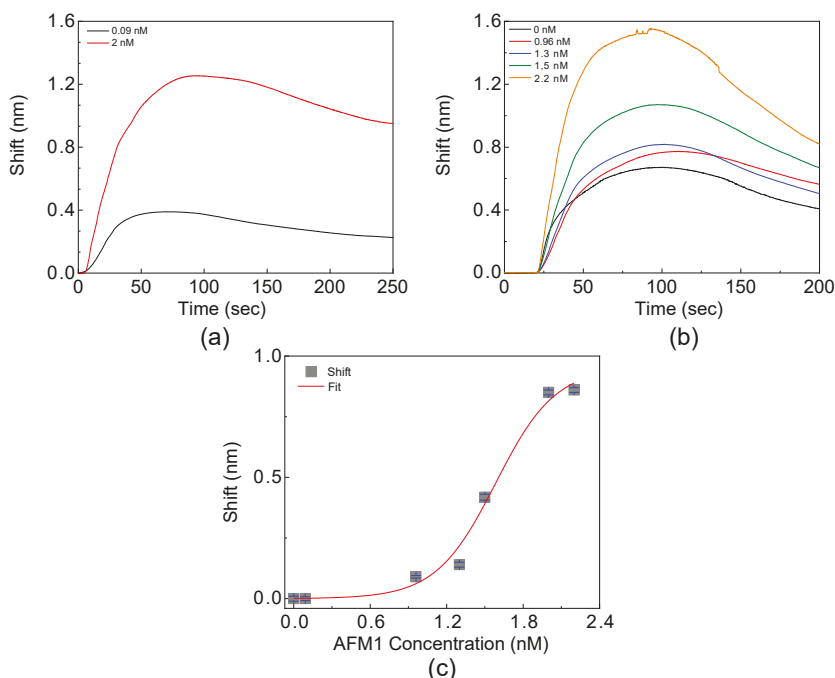 1.6
1.2
0.8
0.4
0.0
Shift (nm)
0.09 nM
2 nM
0 50 100 150 200 250
Time (sec)
(a)
1.6
1.2
0.8
0.4
0.0
Shift (nm)
0 nM
0.96 nM
1.3 nM
1,5 nM
2.2 nM
0 50 100 150 200
Time (sec)
(b)
1.0
0.5
0.0
Shift (nm)
Shift
Fit
0.0 0.6 1.2 1.8 2.4
AFM1 Concentration (nM)
(c)